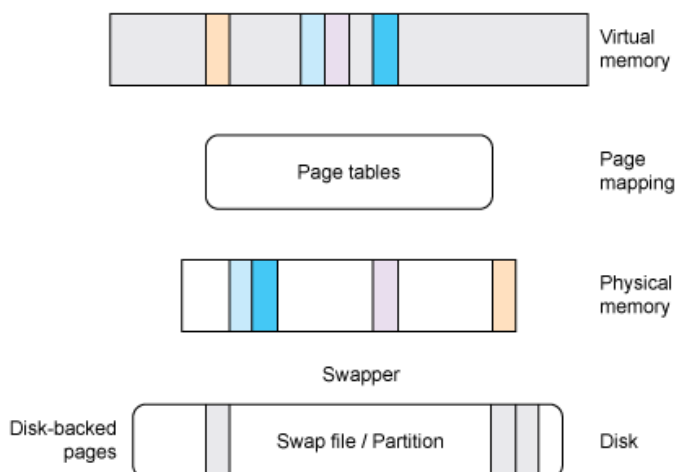 Virtual
memory
Page tables
Page
mapping
Physical
memory
Swapper
Disk-backed
pages
Swap file / Partition
Disk